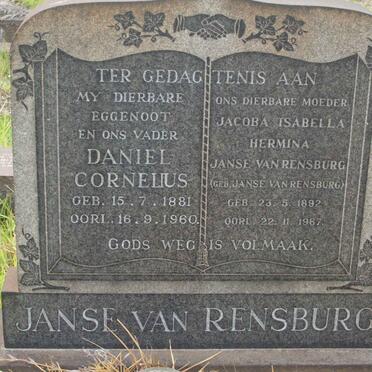 TER GEDAGTENIS AAN
MY DIERBARE
EGGENOOT
EN ONS VADER
DANIEL
CORNELIUS
GEB. 15.7.1881
OORL. 16.9.1960
ONS DIERBARE MOEDER
JACOBA ISABELLA
HERMINA
JANSE VAN RENSBURG
(GEB. JANSE VAN RENSBURG)
GEB. 23.5.1892
OORL. 22.11.1967
GODS WEG IS VOLMAAK.
JANSE VAN RENSBURG